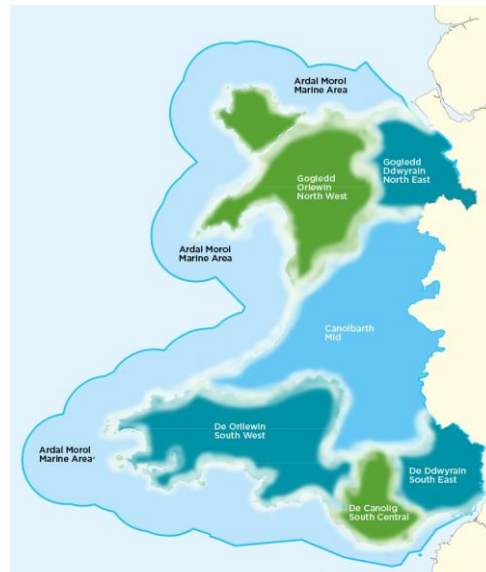 Ardal Morol
Marine Area
Gogledd
Ddwyrain
North East
Gogledd
Orlewin
North West
Ardal Morol
Marine Area
Canolbarth
Mid
De Orllewin
South West
Ardal Morol
Marine Area
De Ddwyrain
South East
De Canolig
South Central